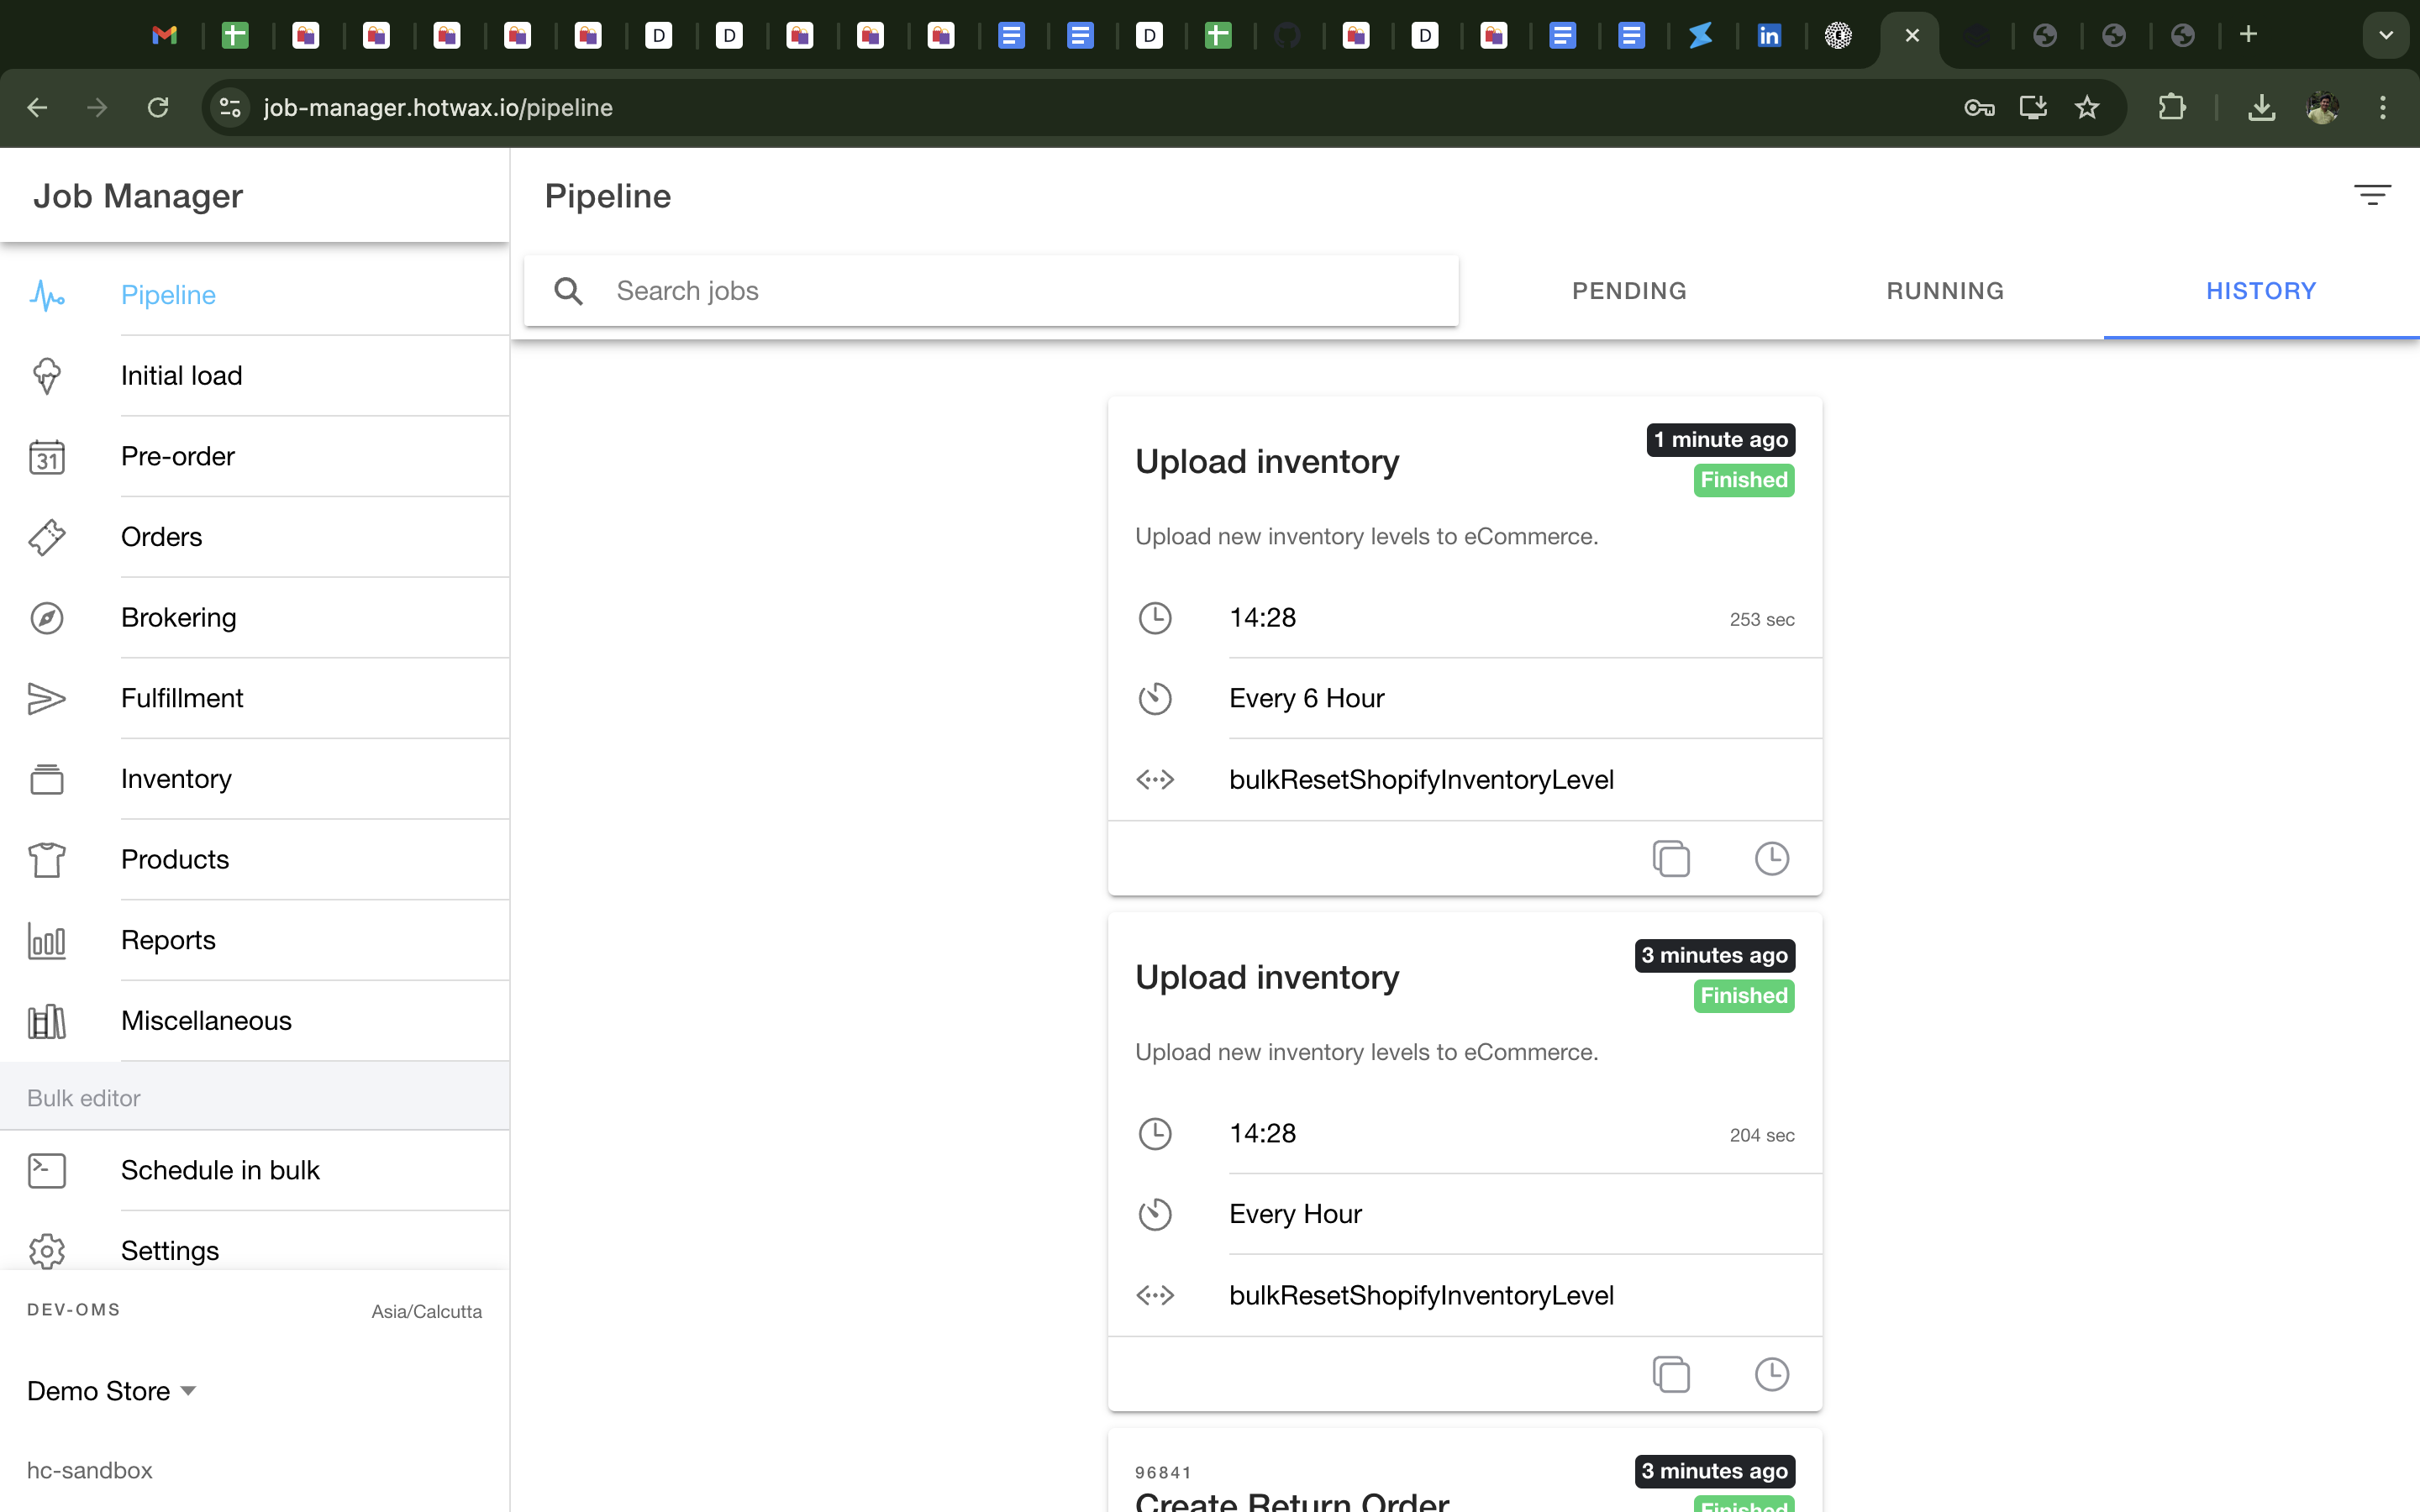 D
D
D
D
in
job-manager.hotwax.io/pipeline
Job Manager
Pipeline
31
Initial load
Pre-order
Orders
Brokering
Fulfillment
Inventory
Products
Reports
Miscellaneous
Bulk editor
Schedule in bulk
Settings
DEV-OMS
Asia/Calcutta
Demo Store
hc-sandbox
Pipeline
Search jobs
PENDING
RUNNING
HISTORY
Upload inventory
1 minute ago
Finished
Upload new inventory levels to eCommerce.
14:28
253 sec
Every 6 Hour
bulkResetShopifyInventoryLevel
Upload inventory
3 minutes ago
Finished
Upload new inventory levels to eCommerce.
14:28
204 sec
Every Hour
bulkResetShopifyInventoryLevel
96841
Create Return Order
3 minutes ago
Finished